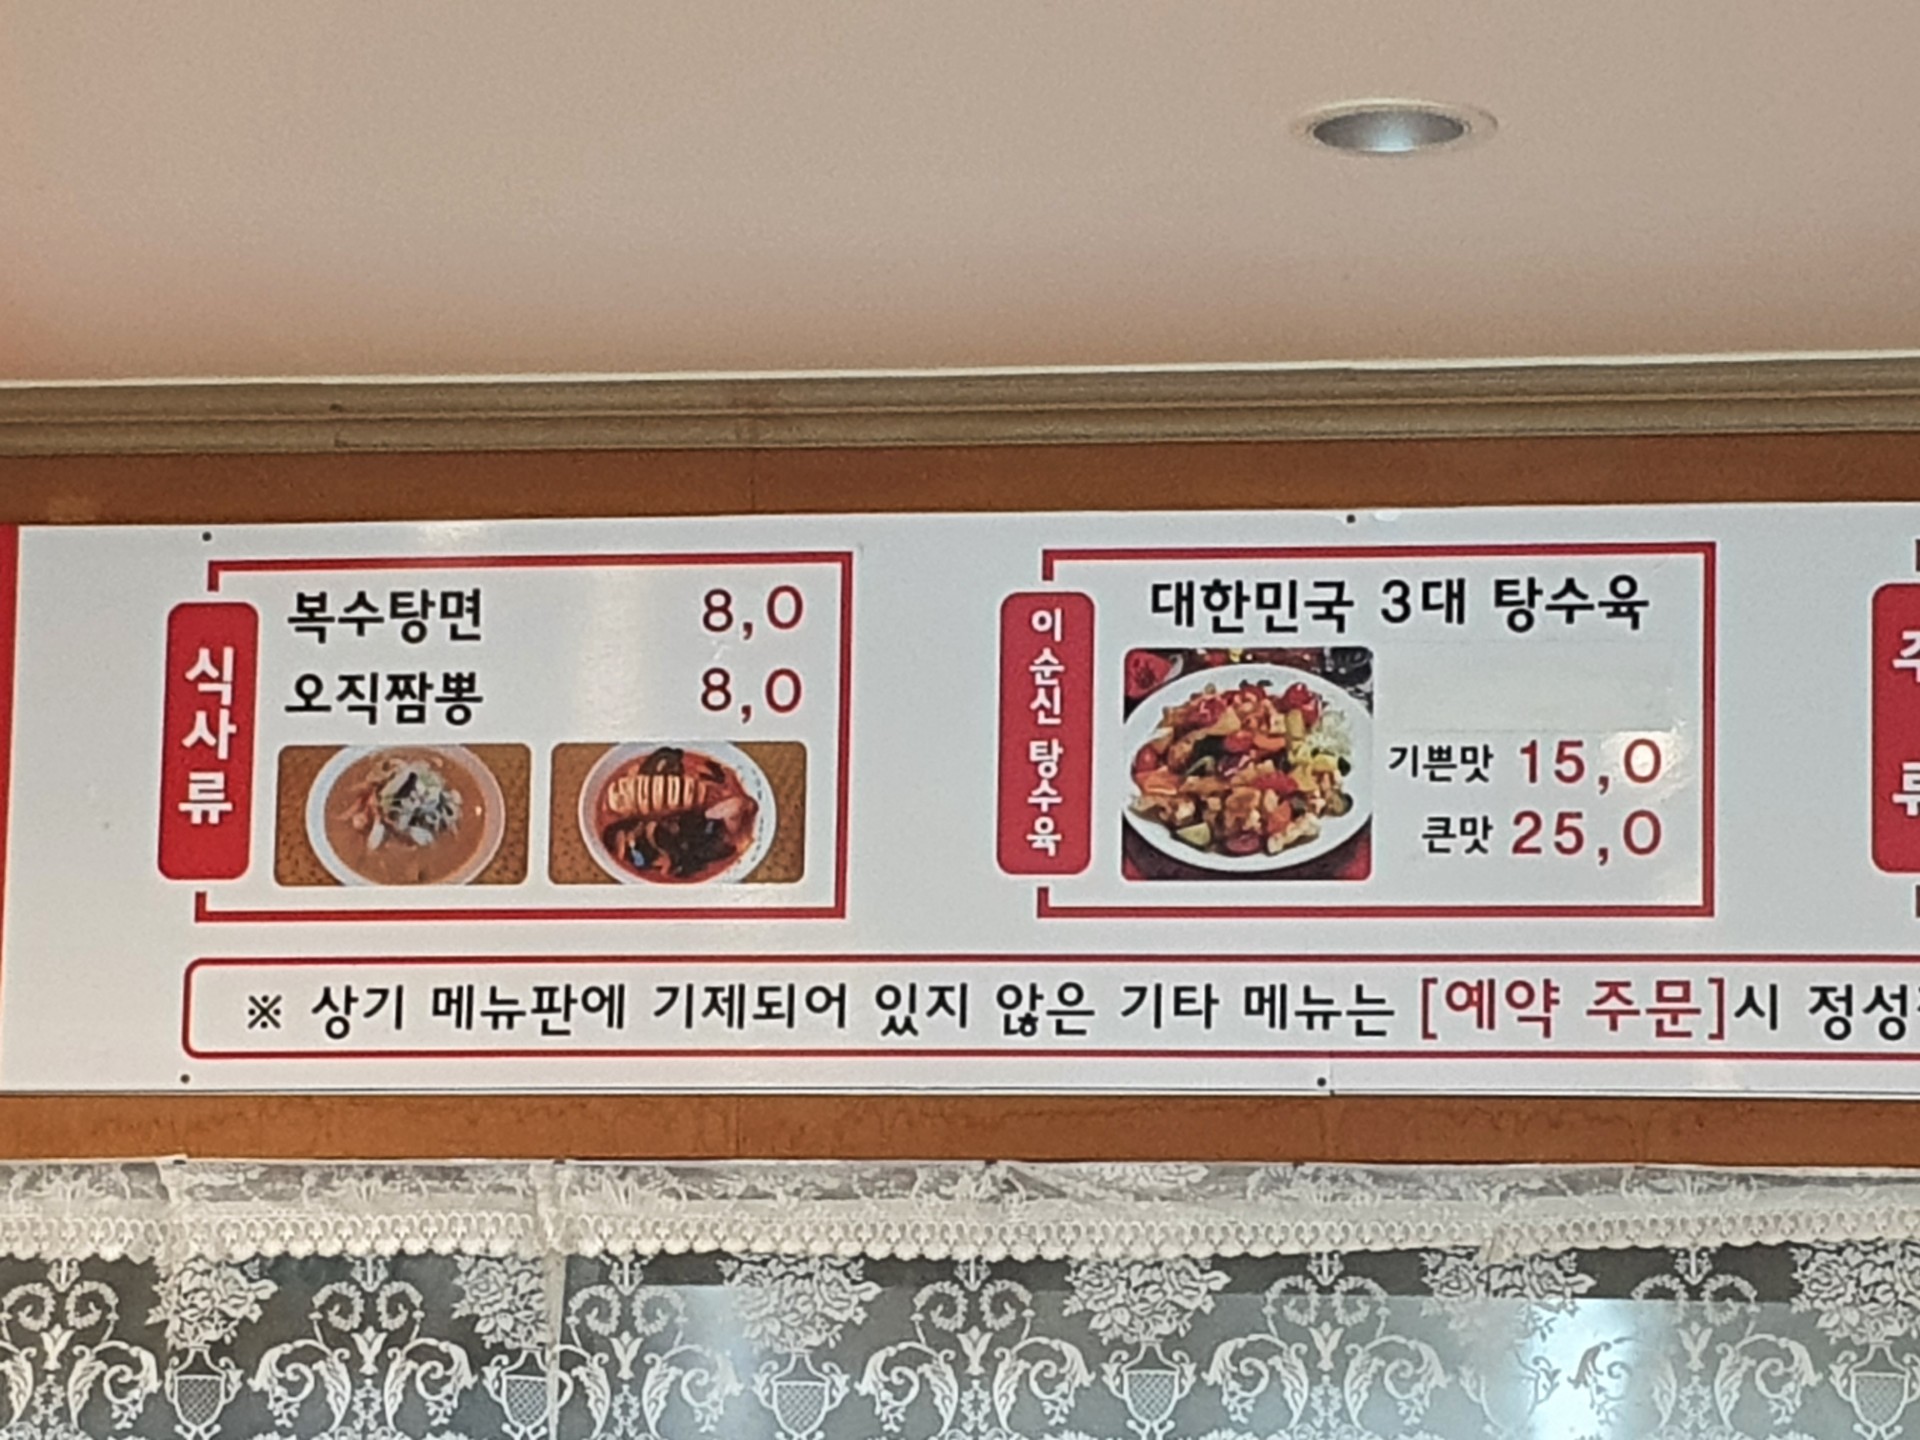 식사류
복수탕면 8,0
오직짬뽕 8,0
이순신 탕수육
대한민국 3대 탕수육
기쁜맛 15,0
큰맛 25,0
※ 상기 메뉴판에 기제되어 있지 않은 기타 메뉴는 [예약 주문]시 정성